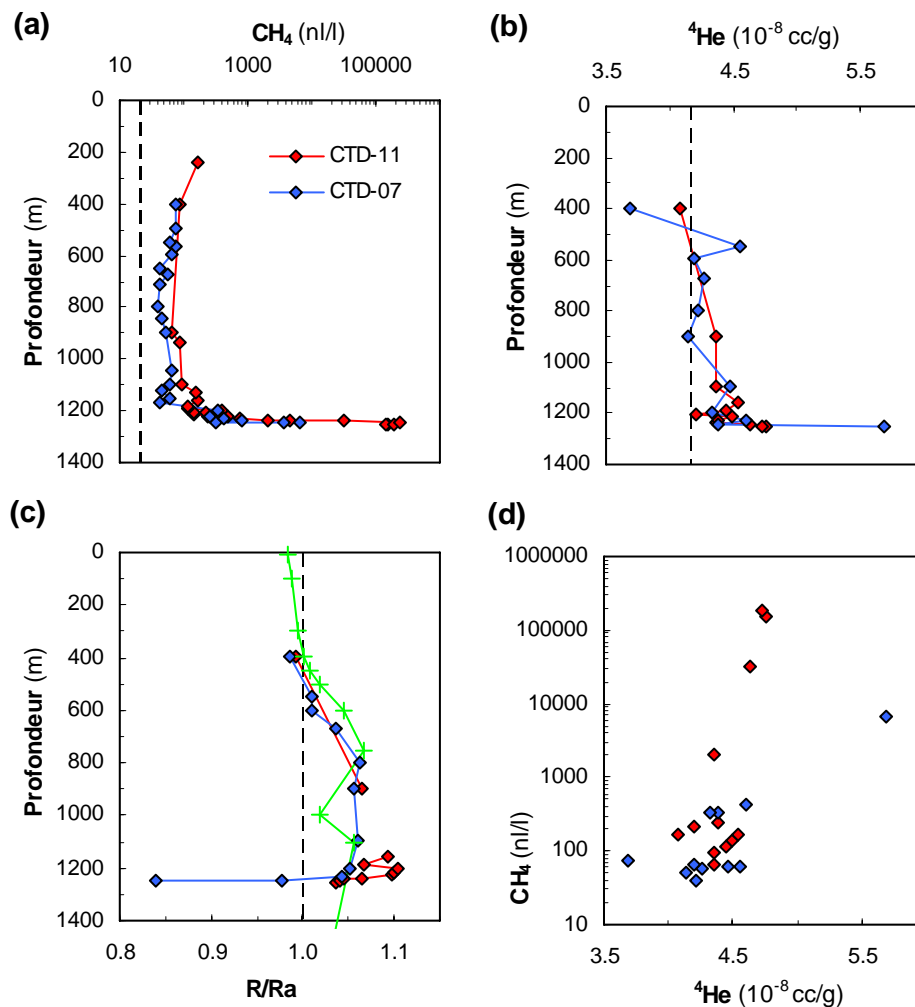 (a)
CH₄ (nl/l)
10 1000 100000
0
200
400
600
800
1000
1200
1400
Profondeur (m)
CTD-11
CTD-07
(b)
⁴He (10⁻⁸ cc/g)
3.5 4.5 5.5
0
200
400
600
800
1000
1200
1400
Profondeur (m)
(c)
0
200
400
600
800
1000
1200
1400
Profondeur (m)
0.8 0.9 1.0 1.1
R/Ra
(d)
1000000
100000
10000
1000
100
10
CH₄ (nl/l)
3.5 4.5 5.5
⁴He (10⁻⁸ cc/g)